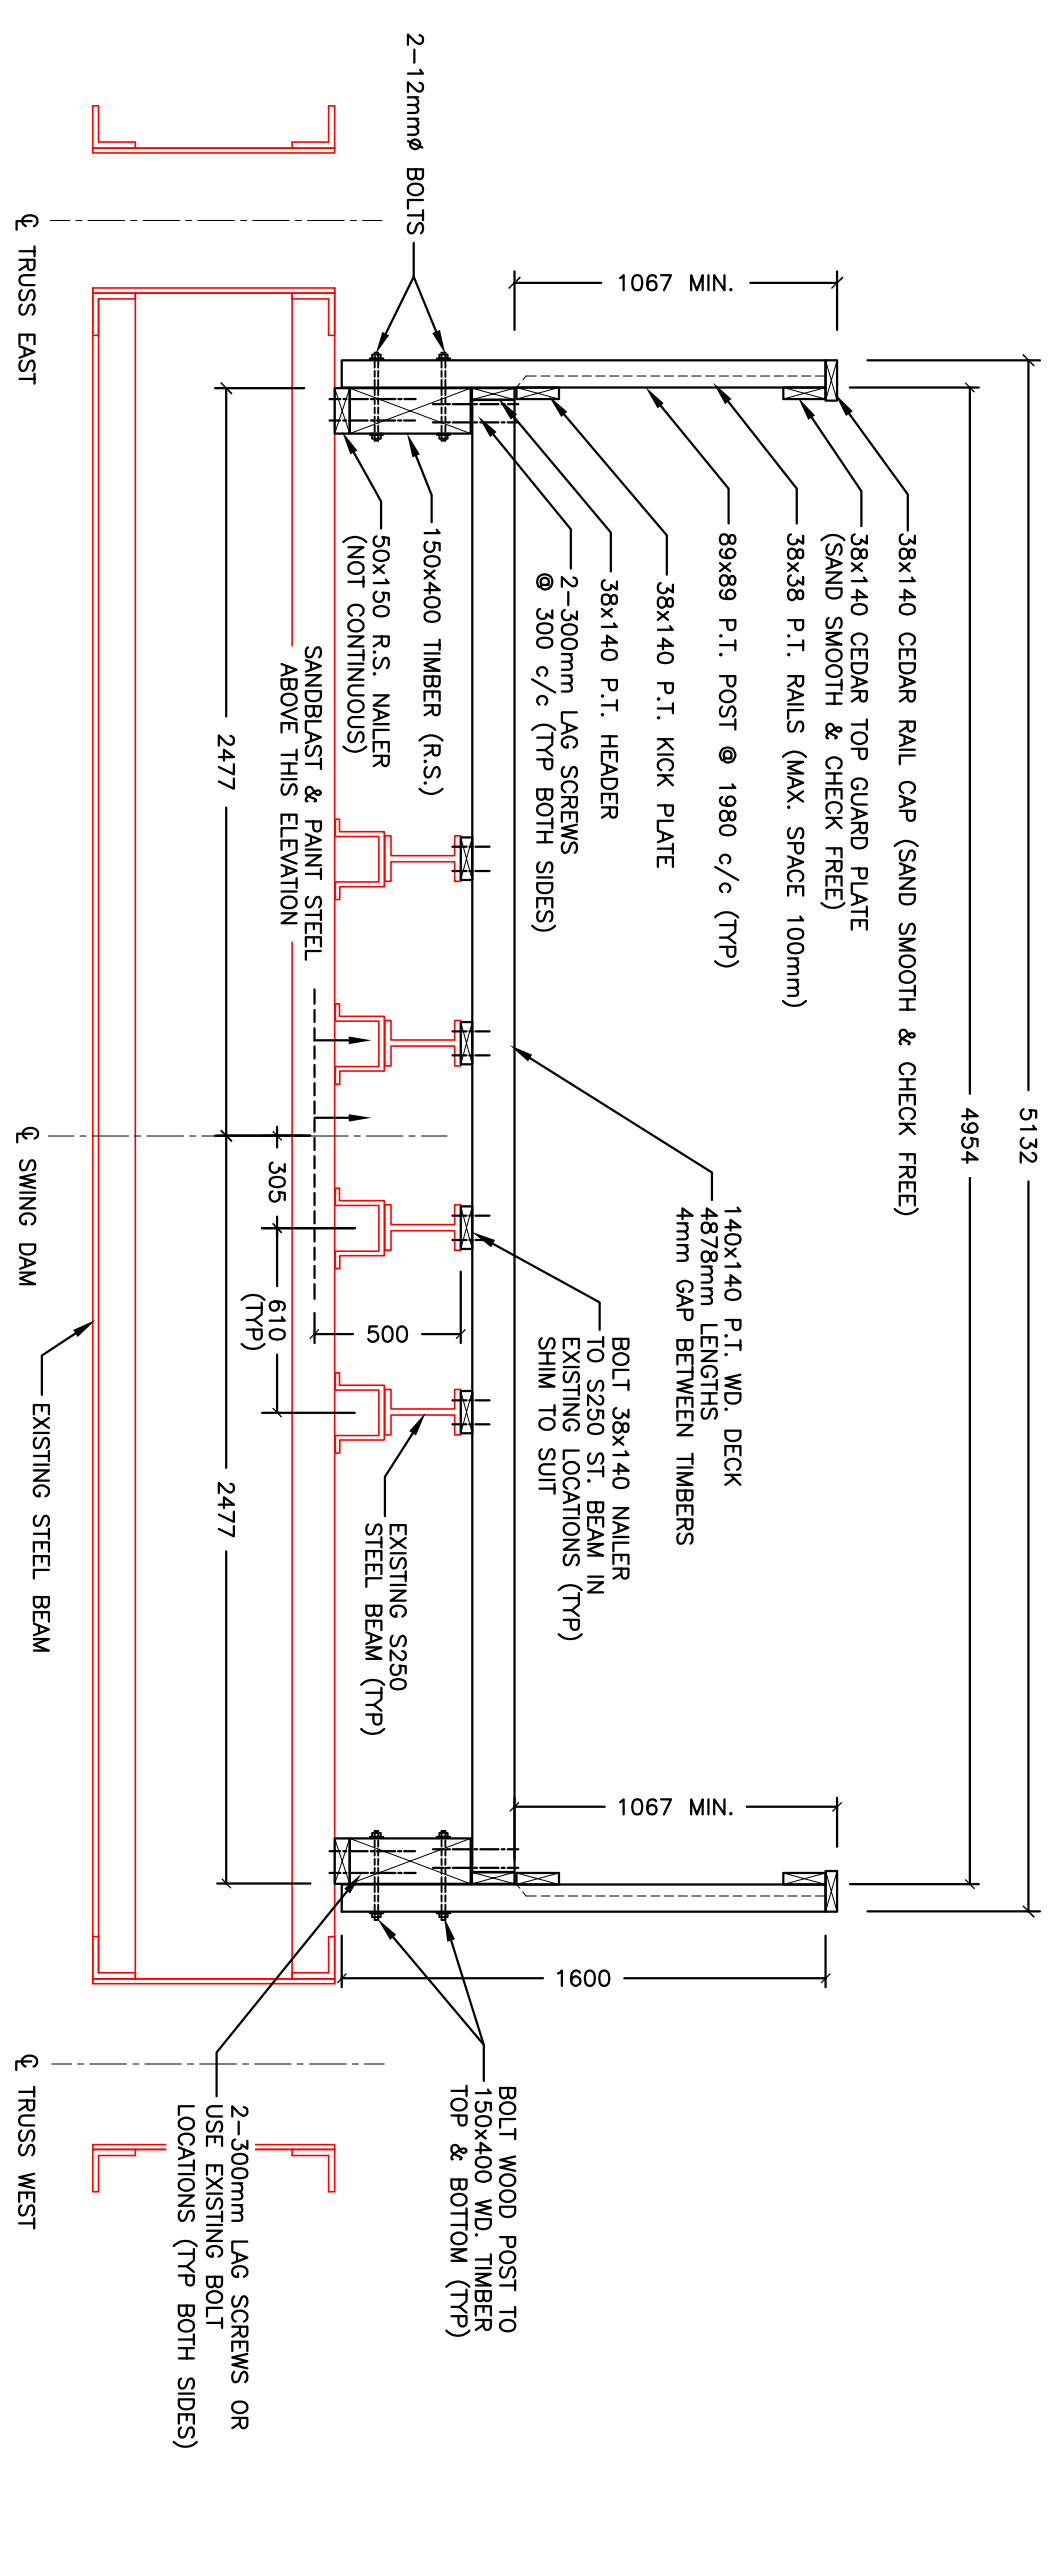 5132
4954
38x140 CEDAR RAIL CAP (SAND SMOOTH & CHECK FREE)
38x140 CEDAR TOP GUARD PLATE
(SAND SMOOTH & CHECK FREE)
38x38 P.T. RAILS (MAX. SPACE 100mm)
89x89 P.T. POST @ 1980 c/c (TYP)
38x140 P.T. KICK PLATE
38x140 P.T. HEADER
2-300mm LAG SCREWS
@ 300 c/c (TYP BOTH SIDES)
150x400 TIMBER (R.S.)
50x150 R.S. NAILER
(NOT CONTINUOUS)
SANDBLAST & PAINT STEEL
ABOVE THIS ELEVATION
1067 MIN.
2-12mmø BOLTS
140x140 P.T. WD. DECK
4878mm LENGTHS
4mm GAP BETWEEN TIMBERS
BOLT 38x140 NAILER
TO S250 ST. BEAM IN
EXISTING LOCATIONS (TYP)
SHIM TO SUIT
EXISTING S250
STEEL BEAM (TYP)
500
305
610
(TYP)
2477
2477
1067 MIN.
1600
BOLT WOOD POST TO
150x400 WD. TIMBER
TOP & BOTTOM (TYP)
2-300mm LAG SCREWS OR
USE EXISTING BOLT
LOCATIONS (TYP BOTH SIDES)
EXISTING STEEL BEAM
℄ TRUSS EAST
℄ SWING DAM
℄ TRUSS WEST